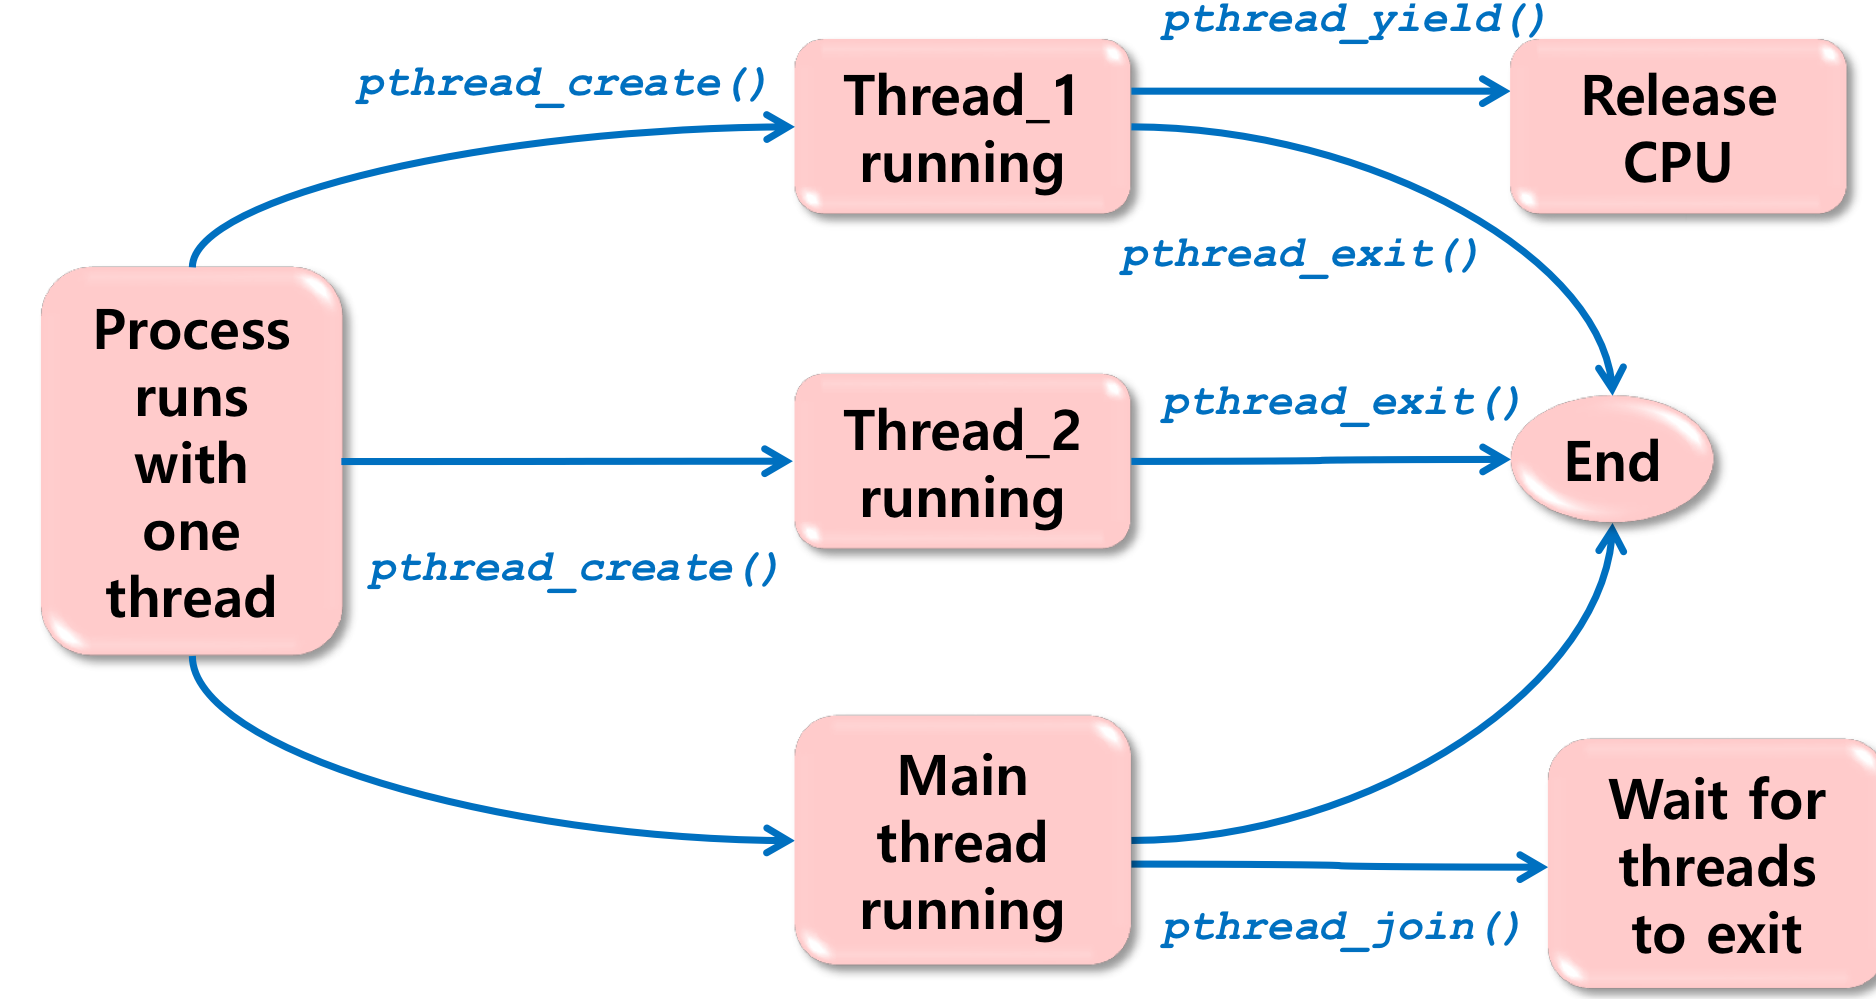 pthread_yield()
pthread_create()
Thread_1
running
Release
CPU
pthread_exit()
Process
runs
with
one
thread
Thread_2
running
pthread_exit()
End
pthread_create()
Main
thread
running
Wait for
threads
to exit
pthread_join()